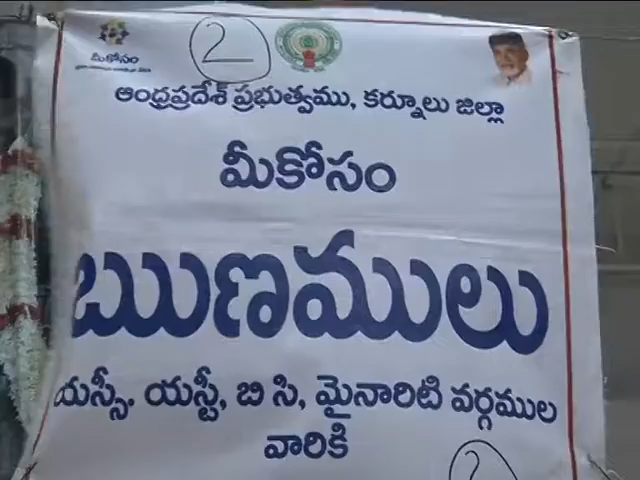 మీకోసం
2
ఆంధ్రప్రదేశ్ ప్రభుత్వము, కర్నూలు జిల్లా
మీకోసం
ఋణములు
యస్సీ. యస్టీ, బి సి, మైనారిటి వర్గముల
వారికి